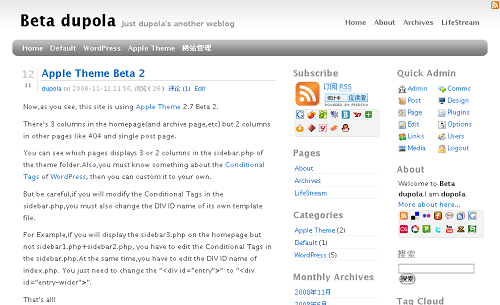 Beta dupola Just dupola's another weblog
Home About Archives LifeStream
Home Default WordPress Apple Theme 網站管理
12
11
Apple Theme Beta 2
dupola on 2008-11-12 21:56, 浏览 ( 26 ) 评论 (1) Edit
Now,as you see, this site is using Apple Theme 2.7 Beta 2.
There's 3 columns in the homepage(and archive page,etc) but 2 columns
in other pages like 404 and single post page.
You can see which pages displays 3 or 2 columns in the sidebar.php of
the theme folder.Also,you must know something about the Conditional
Tags of WordPress, then you can custom it to your own.
But be careful,if you will modify the Conditional Tags in the
sidebar.php,you must also change the DIV ID name of its own template
file.
For Example,if you will display the sidebar3.php on the homepage but
not sidebar1.php+sidebar2.php, you have to edit the Conditional Tags in
the sidebar.php.At the same time,you have to edit the DIV ID name of
index.php. You just need to change the "<div id="entry">" to "<div
id="entry-wider">".
That's all!
Subscribe
订阅 RSS
Pages
About
Archives
LifeStream
Categories
Apple Theme (2)
Default (1)
WordPress (5)
Monthly Archives
2008年11月
2008年6月
Quick Admin
Admin Comms
Post Design
Page Plugins
Edit Options
Links Users
Media Logout
About
Welcome to Beta
dupola.I am dupola.
More about here...
搜索
搜索
Tag Cloud